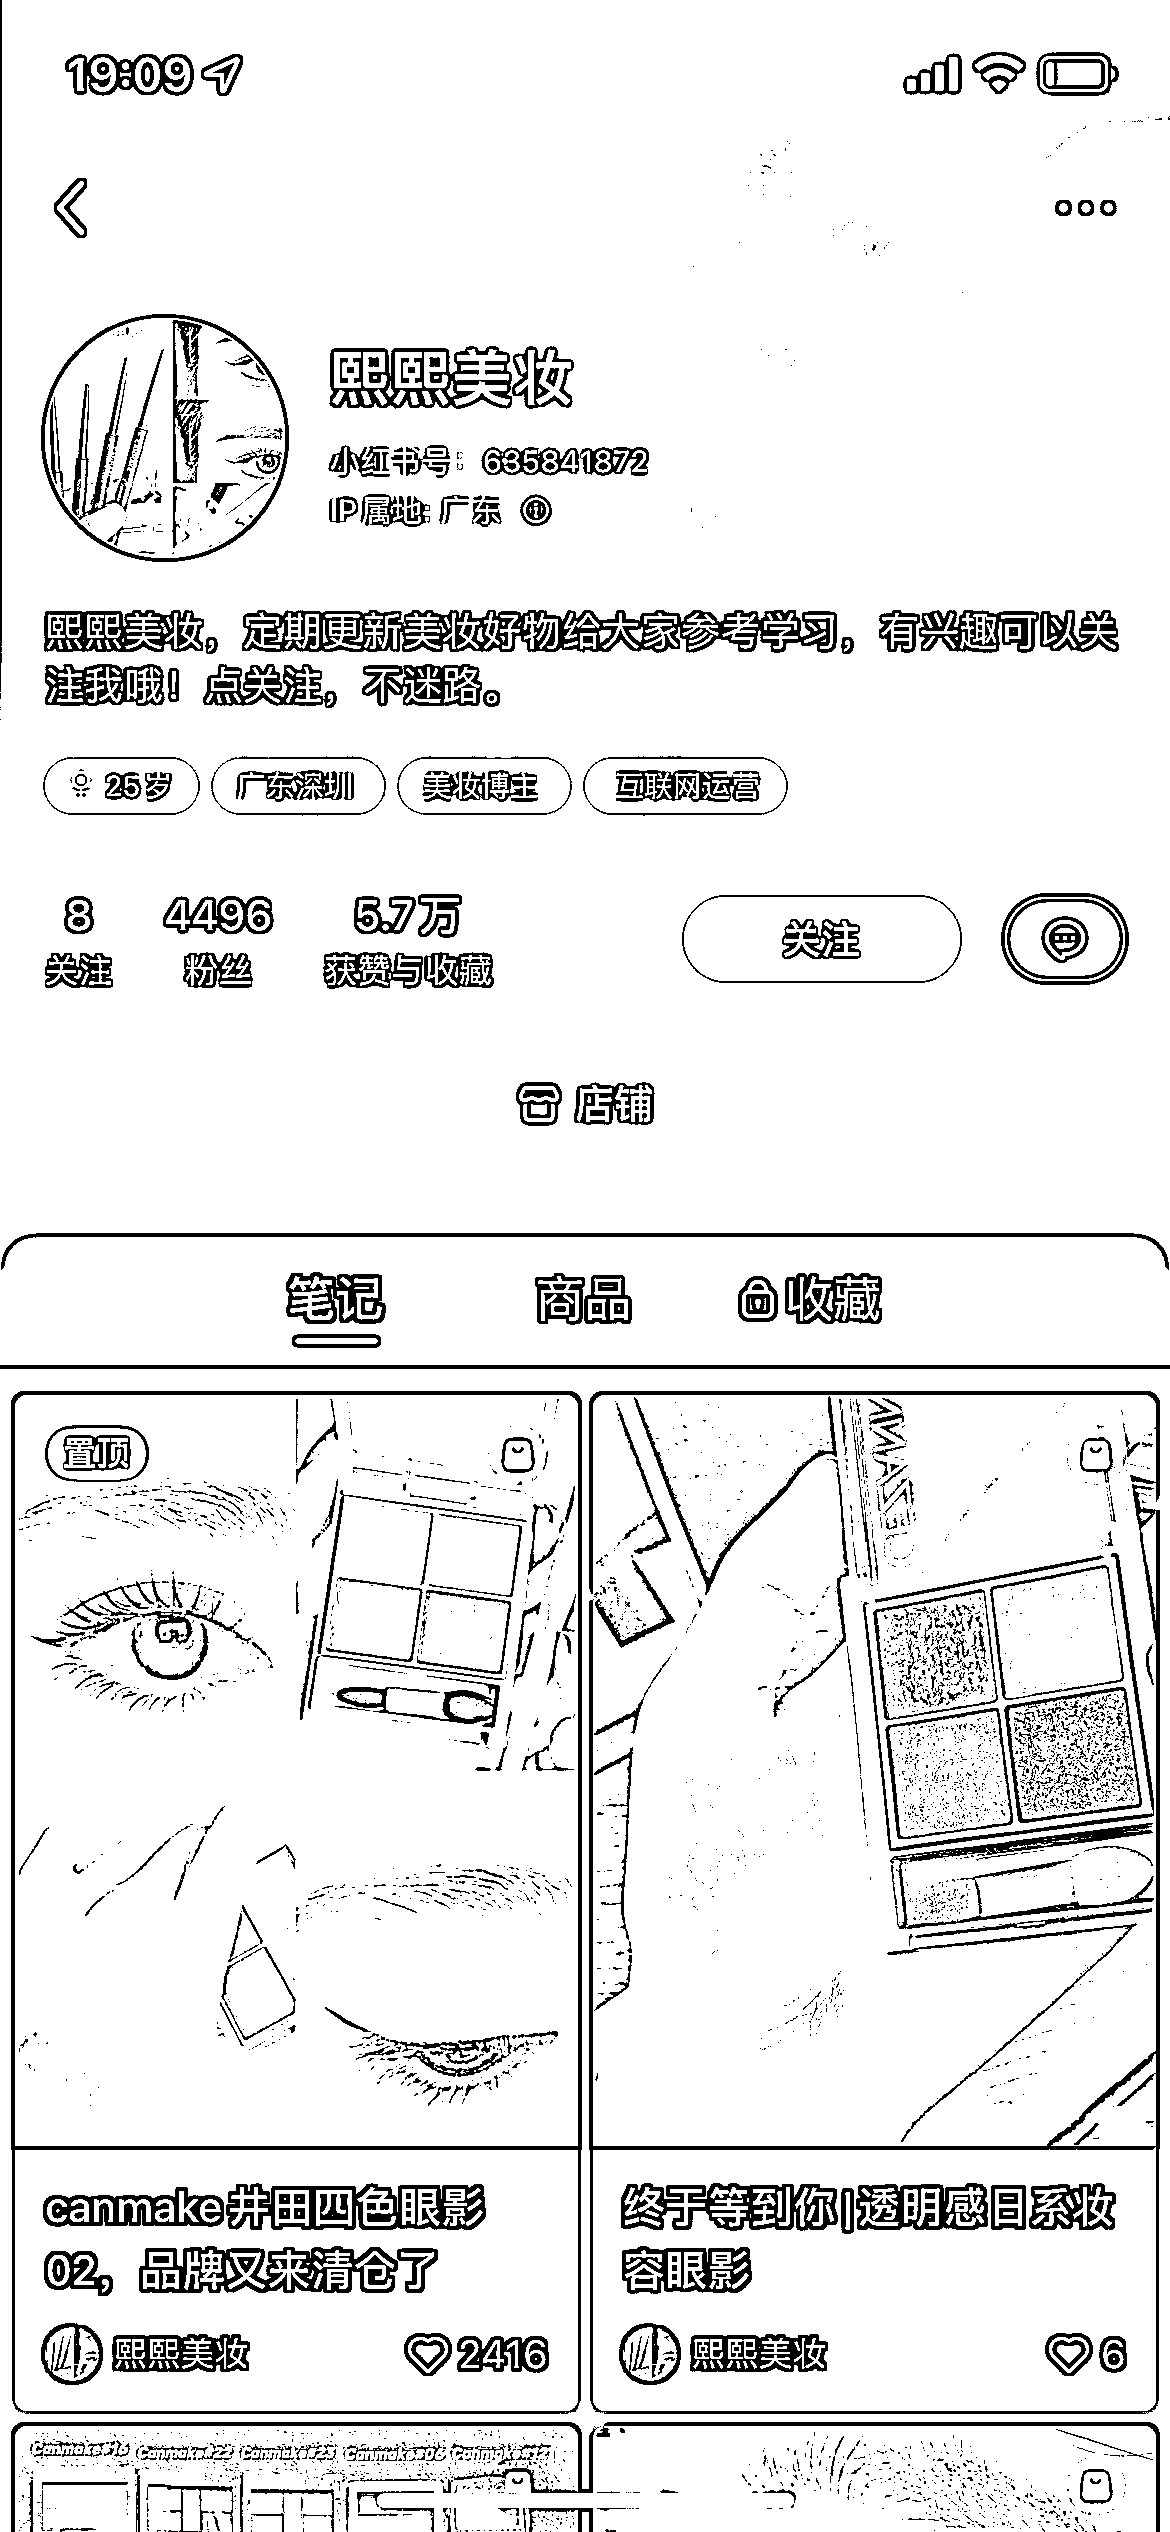 19:09
熙熙美妆
小红书号：635841872
IP属地：广东
熙熙美妆，定期更新美妆好物给大家参考学习，有兴趣可以关
注我哦！点关注，不迷路。
25岁 广东深圳 美妆博主 互联网运营
8 4496 5.7万
关注 粉丝 获赞与收藏
关注
店铺
笔记 商品 收藏
置顶
canmake井田四色眼影
02，品牌又来清仓了
熙熙美妆 2416
终于等到你|透明感日系妆
容眼影
熙熙美妆 6
Canmake#16 Canmake#22 Canmake#23 Canmake#06